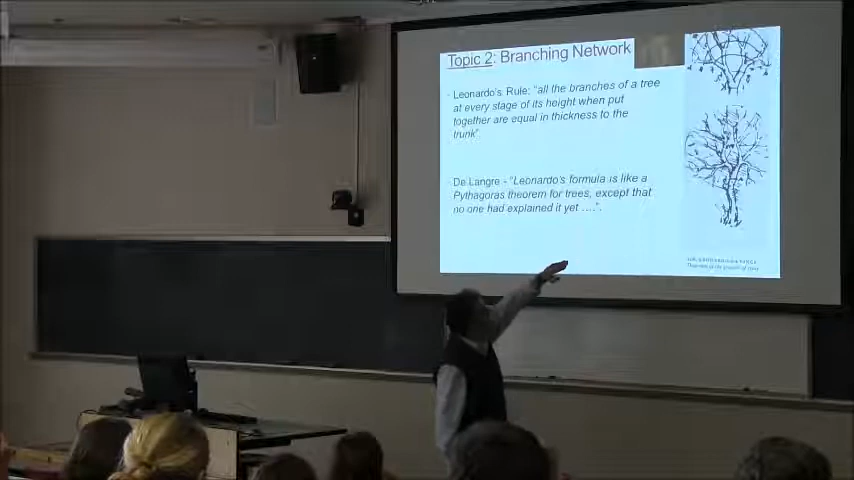 Topic 2: Branching Network
- Leonardo's Rule: "all the branches of a tree
at every stage of its height when put
together are equal in thickness to the
trunk"
- De Langre - "Leonardo's formula is like a
Pythagoras theorem for trees, except that
no one had explained it yet ....".